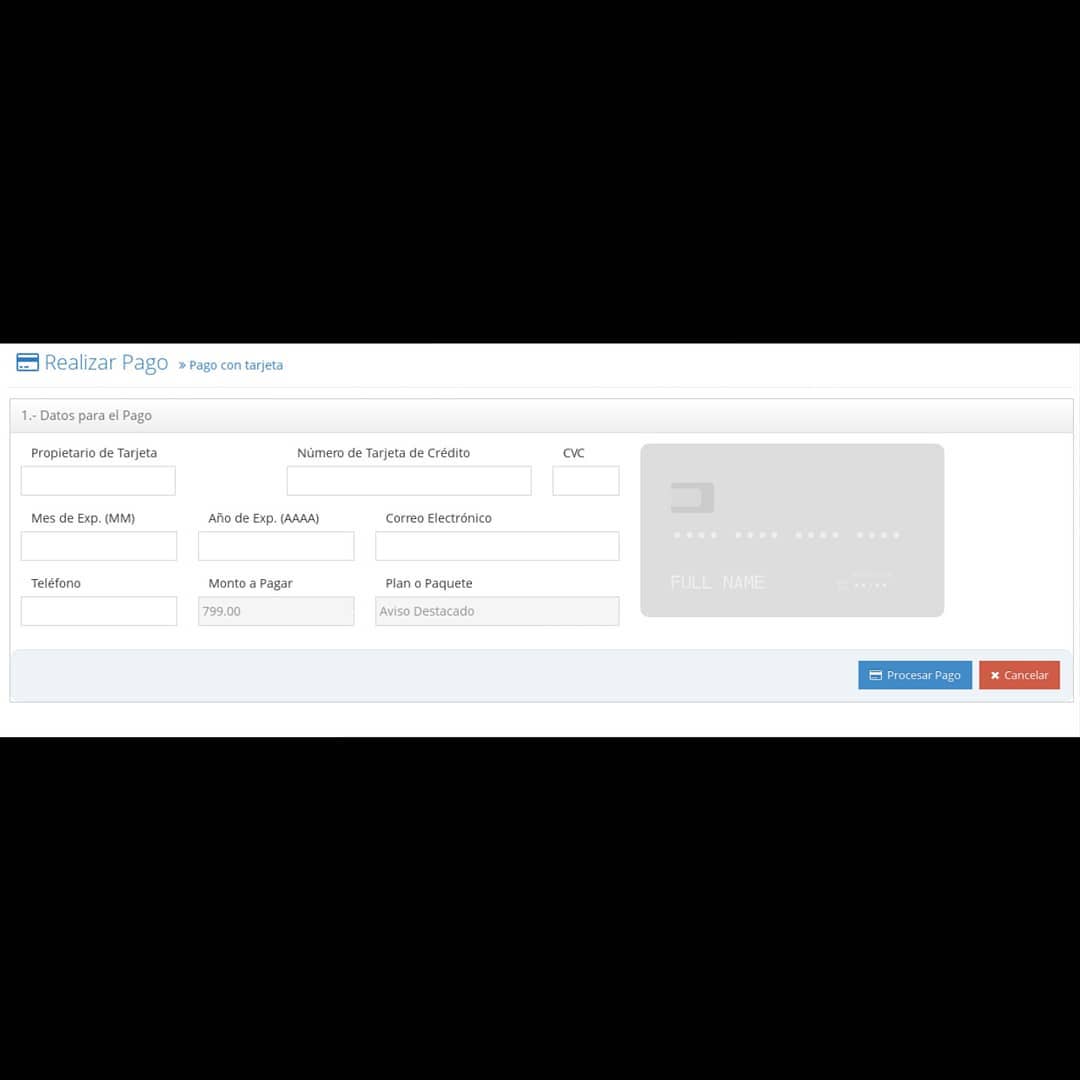 Realizar Pago » Pago con tarjeta
1.- Datos para el Pago
Propietario de Tarjeta Número de Tarjeta de Crédito CVC
Mes de Exp. (MM) Año de Exp. (AAAA) Correo Electrónico
Teléfono Monto a Pagar Plan o Paquete
799.00 Aviso Destacado
•••• •••• •••• ••••
FULL NAME ••/••
Procesar Pago Cancelar